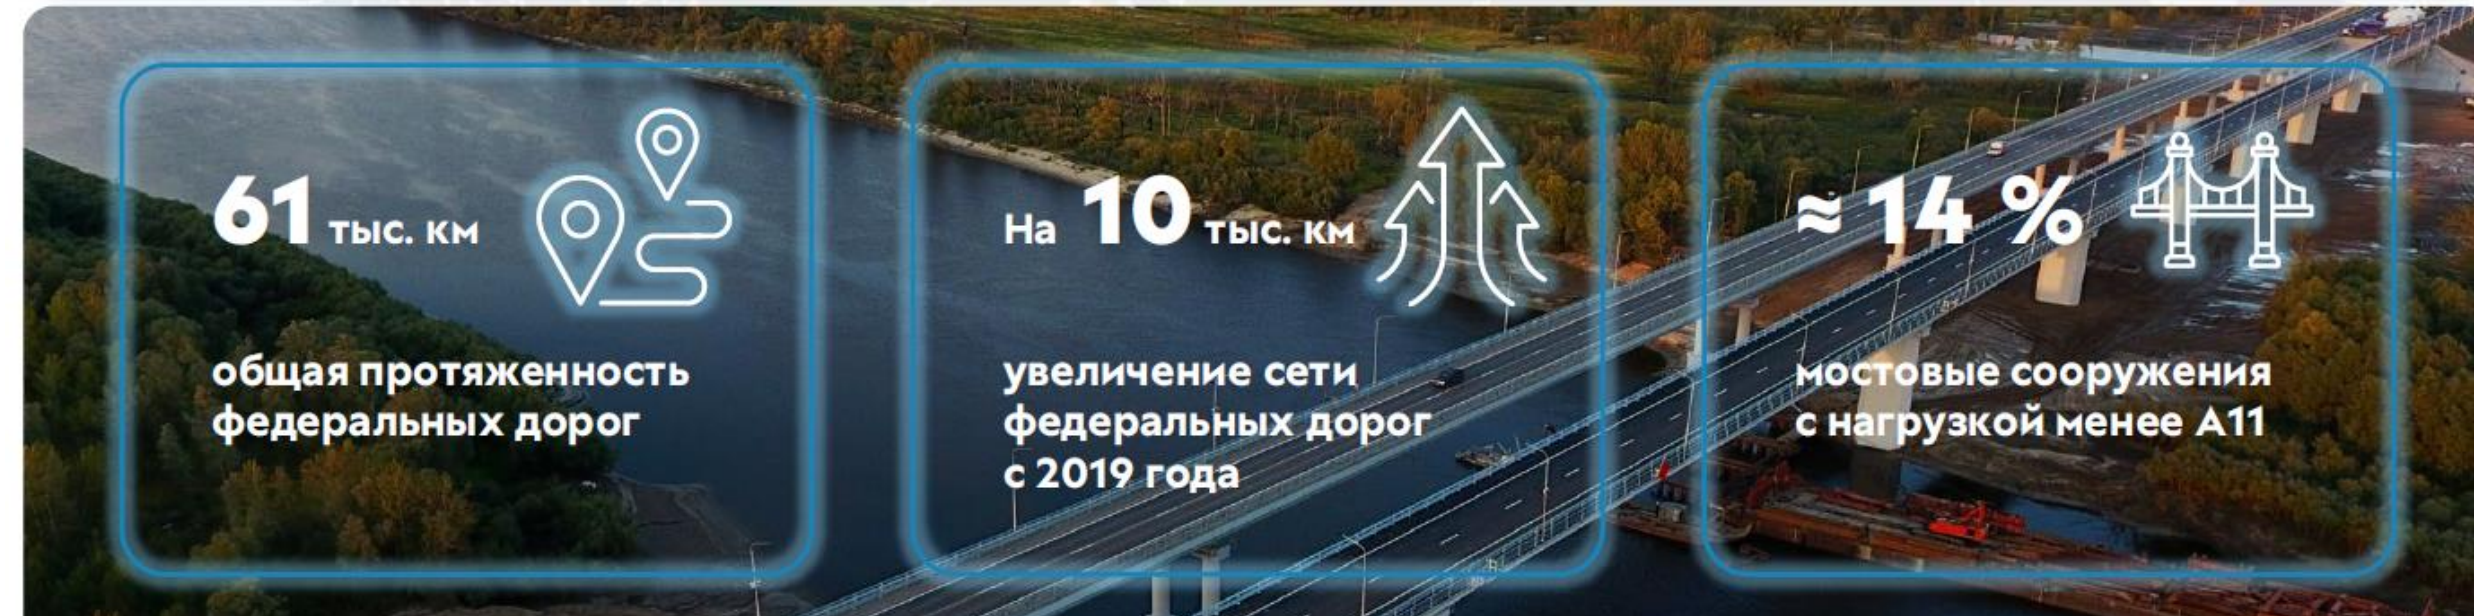 61 тыс. км
общая протяженность
федеральных дорог
На 10 тыс. км
увеличение сети
федеральных дорог
с 2019 года
≈ 14 %
мостовые сооружения
с нагрузкой менее А11